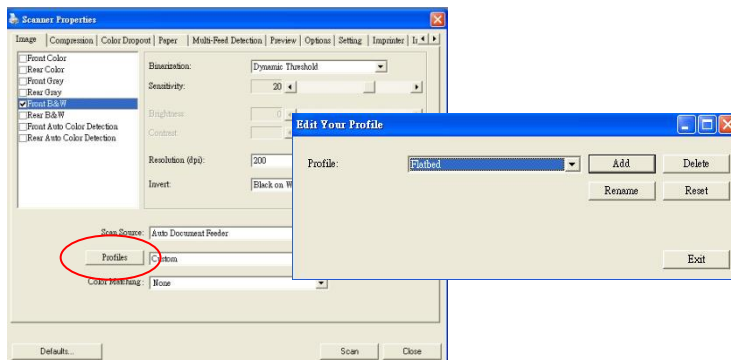 Scanner Properties
Image Compression Color Dropout Paper Multi-Feed Detection Preview Options Setting Imprinter
Front Color
Rear Color
Front Gray
Rear Gray
Front B&W
Rear B&W
Front Auto Color Detection
Rear Auto Color Detection
Binarization: Dynamic Threshold
Sensitivity: 20
Brightness: 0
Contrast:
Resolution (dpi): 200
Invert: Black on W
Scan Source: Auto Document Feeder
Profiles Custom
Color Matching: None
Defaults... Scan Close
Edit Your Profile
Profile: Flatbed Add Delete
Rename Reset
Exit